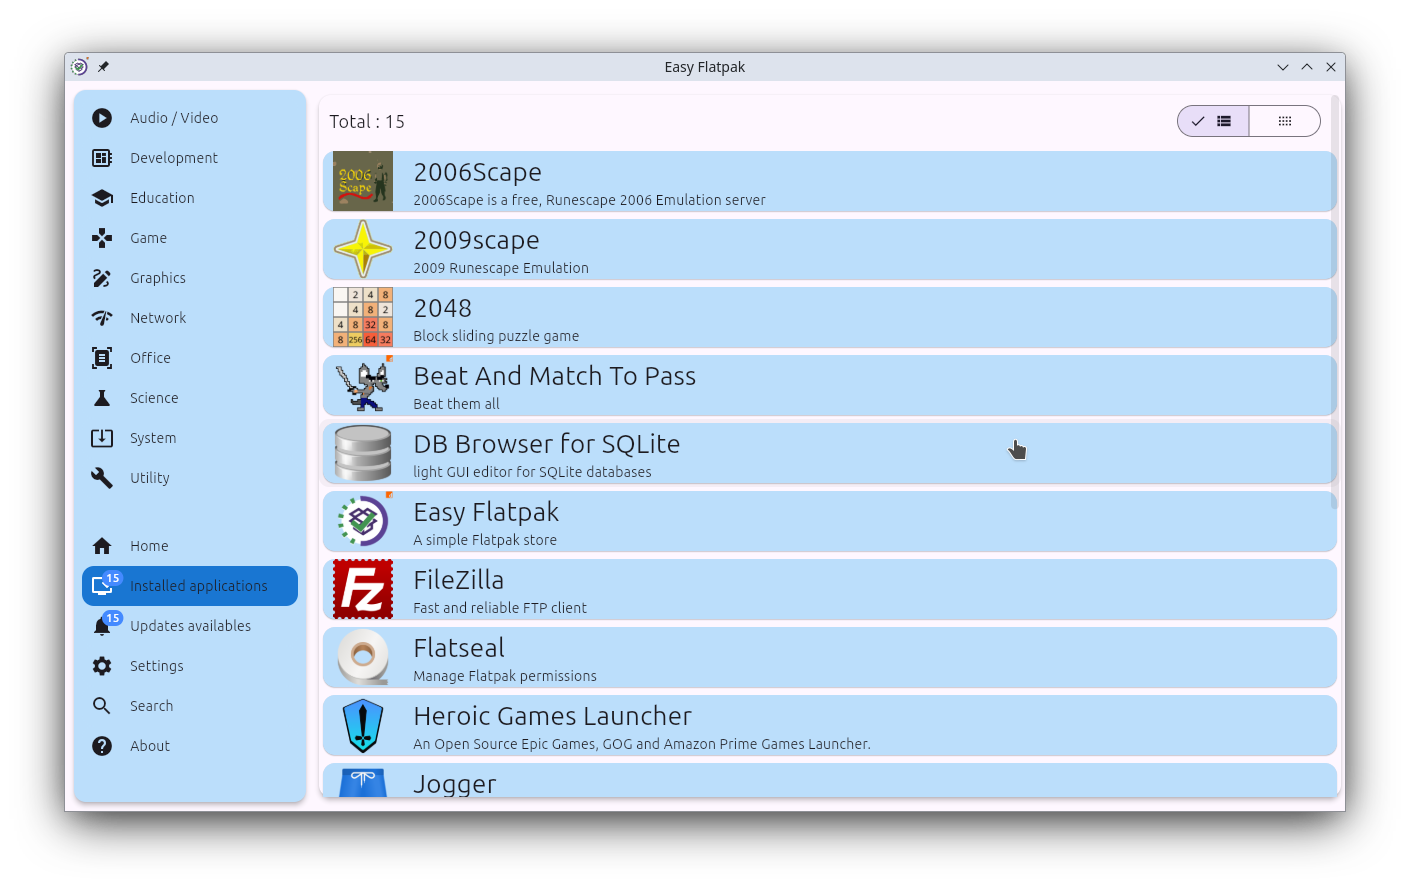 Easy Flatpak
Audio / Video
Development
Education
Game
Graphics
Network
Office
Science
System
Utility
Home
15
Installed applications
15
Updates availables
Settings
Search
About
Total : 15
2006
Scape
2006Scape
2006Scape is a free, Runescape 2006 Emulation server
2009scape
2009 Runescape Emulation
2 4 8
4 8 2
4 8 32 8
8 256 64 32
2048
Block sliding puzzle game
Beat And Match To Pass
Beat them all
DB Browser for SQLite
light GUI editor for SQLite databases
Easy Flatpak
A simple Flatpak store
Fz
FileZilla
Fast and reliable FTP client
Flatseal
Manage Flatpak permissions
Heroic Games Launcher
An Open Source Epic Games, GOG and Amazon Prime Games Launcher.
Jogger